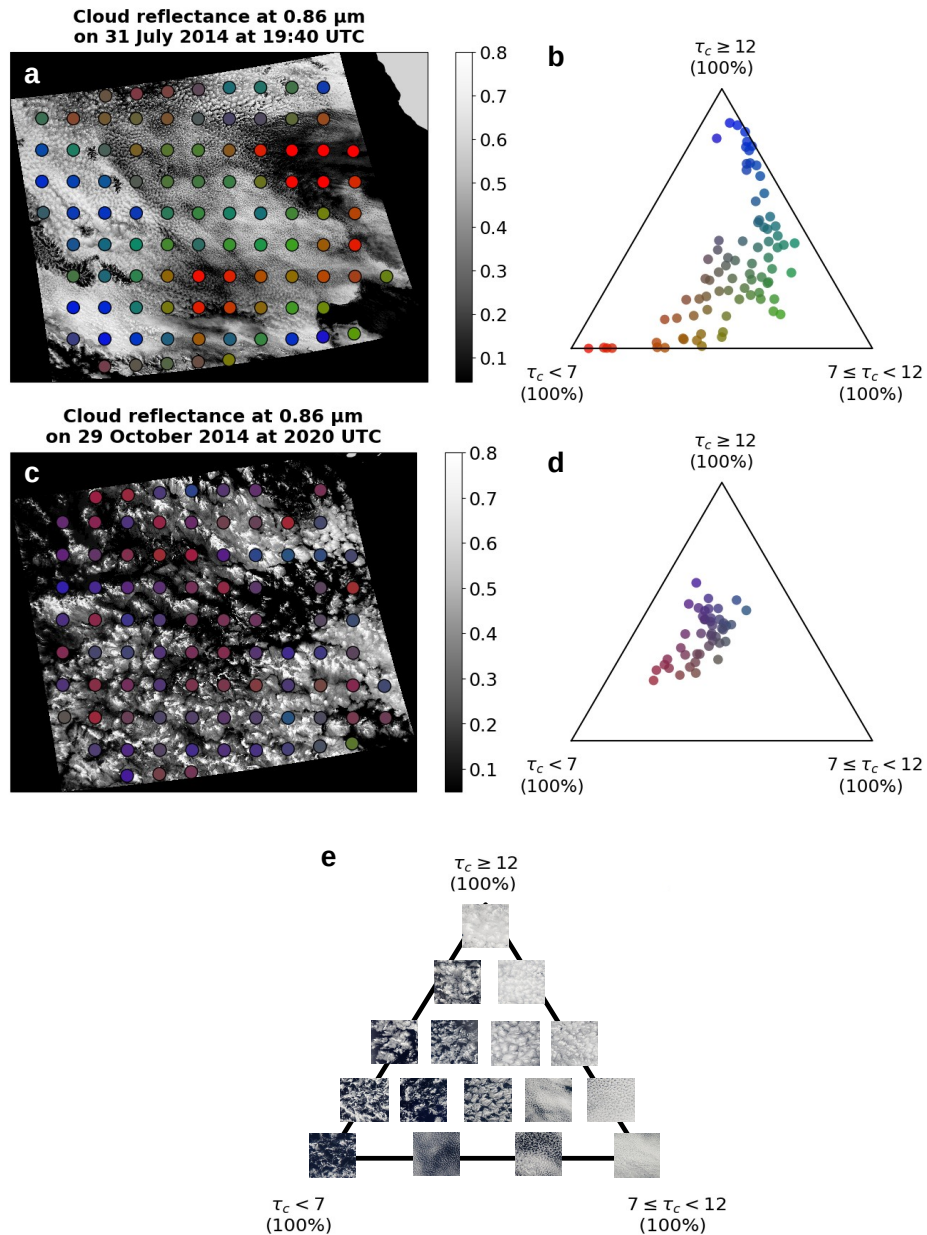 Cloud reflectance at 0.86 μm
on 31 July 2014 at 19:40 UTC
a
0.8
0.7
0.6
0.5
0.4
0.3
0.2
0.1
b
τc ≥ 12
(100%)
τc < 7
(100%)
7 ≤ τc < 12
(100%)
Cloud reflectance at 0.86 μm
on 29 October 2014 at 2020 UTC
c
0.8
0.7
0.6
0.5
0.4
0.3
0.2
0.1
d
τc ≥ 12
(100%)
τc < 7
(100%)
7 ≤ τc < 12
(100%)
e
τc ≥ 12
(100%)
τc < 7
(100%)
7 ≤ τc < 12
(100%)